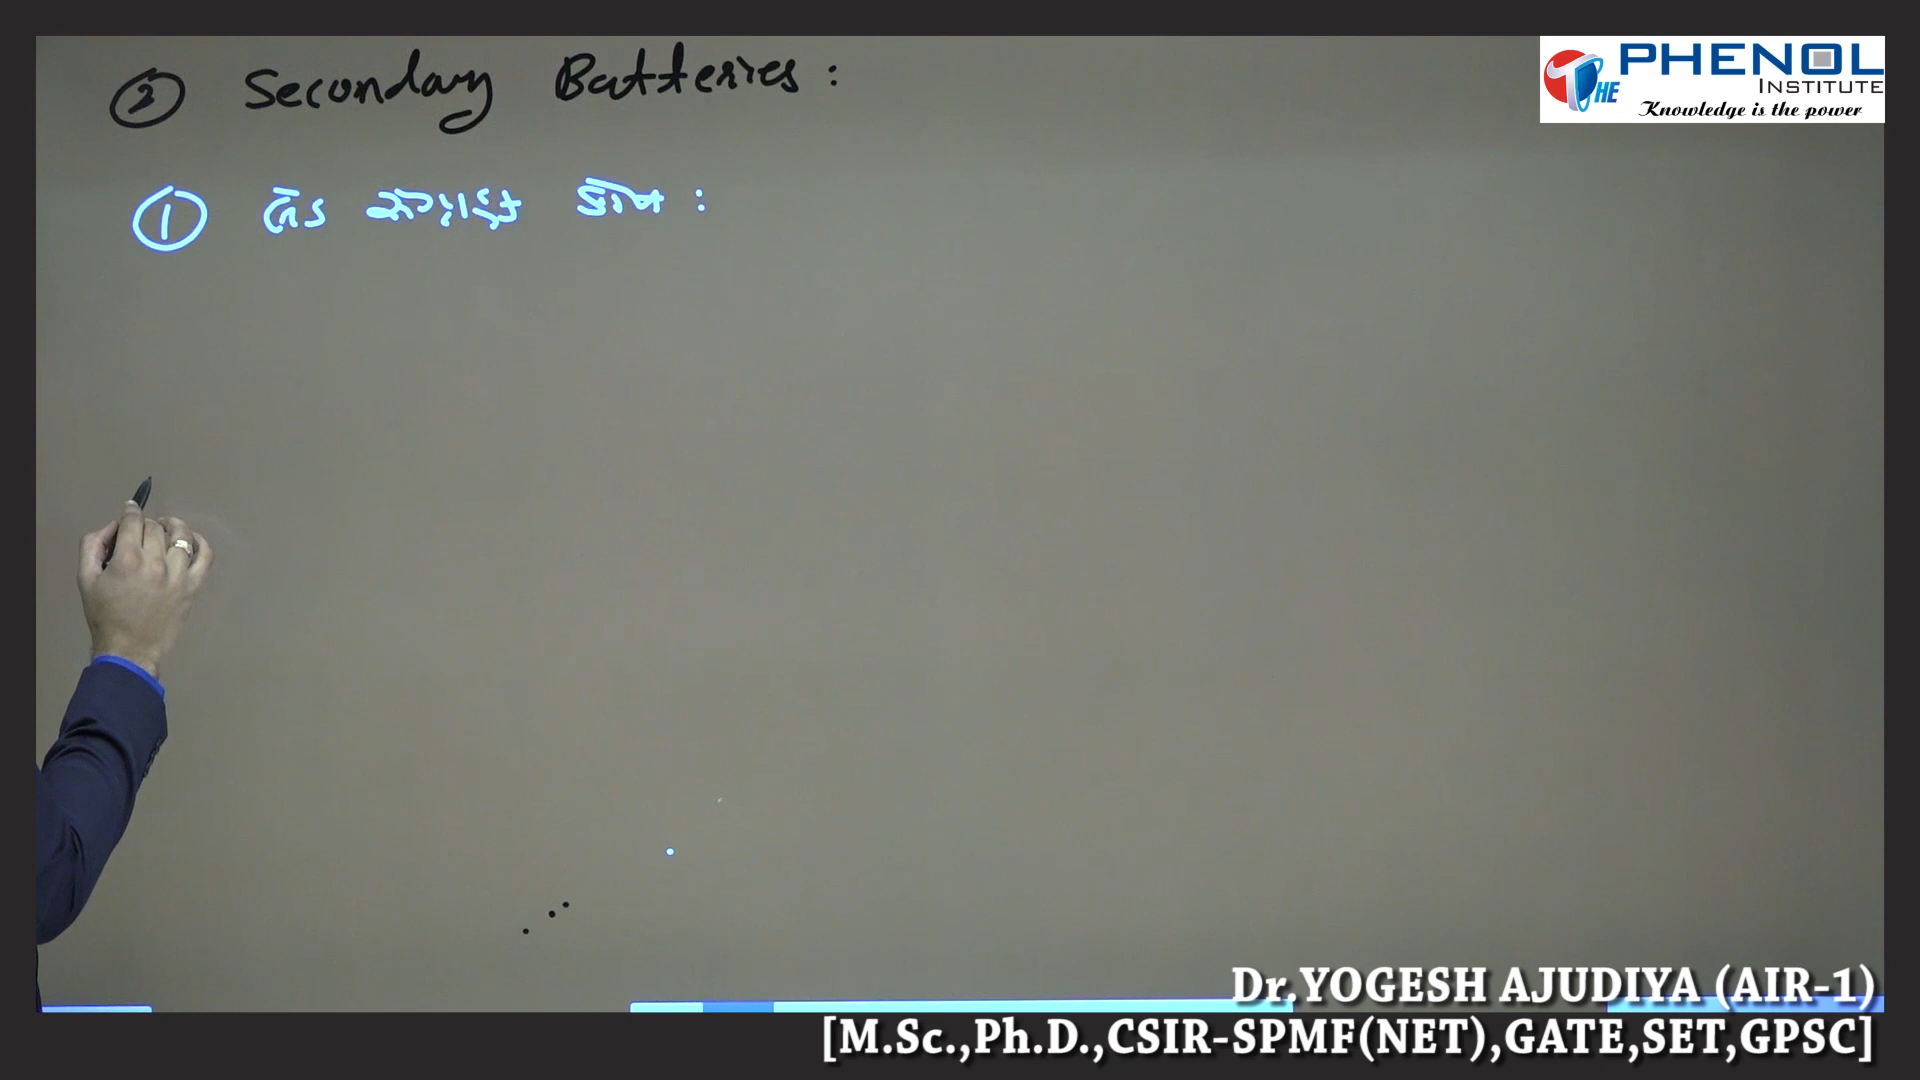 ② Secondary Batteries :
① લેડ સંગ્રાહક કોષ :
THE PHENOL
INSTITUTE
Knowledge is the power
Dr.YOGESH AJUDIYA (AIR-1)
[M.Sc.,Ph.D.,CSIR-SPMF(NET),GATE,SET,GPSC]